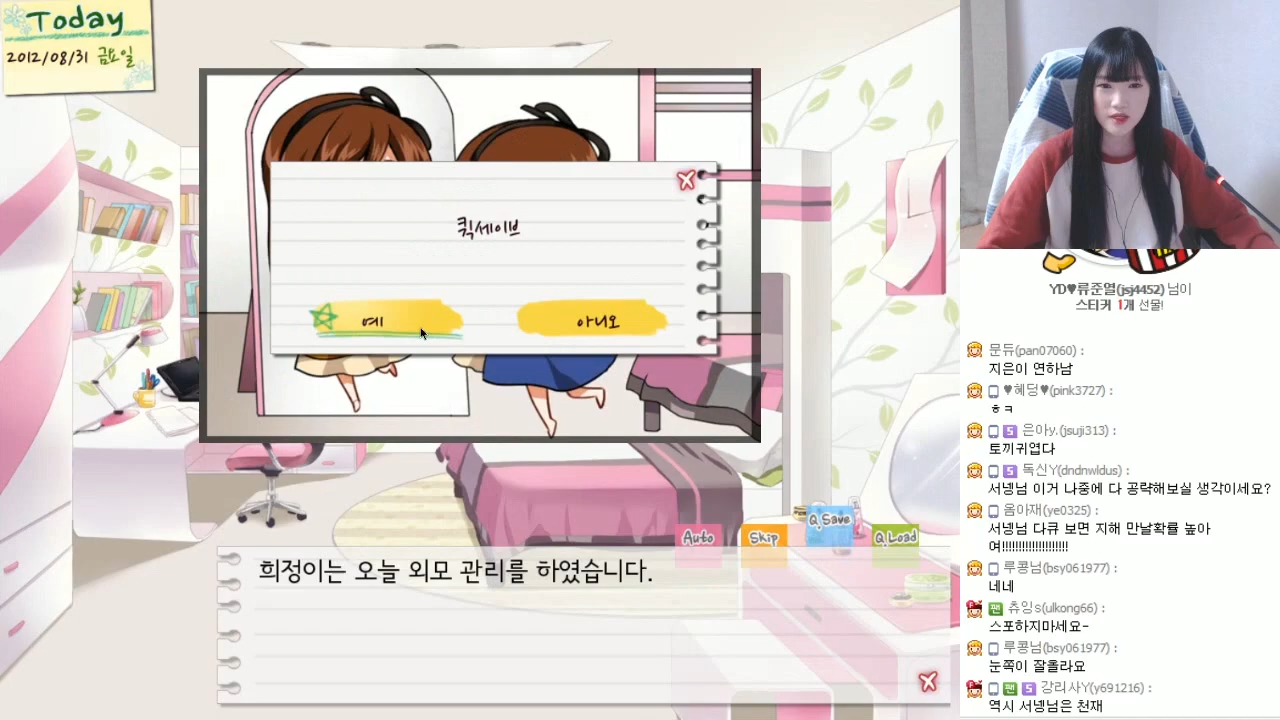 Today
2012/08/31 금요일
퀵세이브
예
아니오
Auto
Skip
Q.Save
Q.Load
희정이는 오늘 외모 관리를 하였습니다.
YD♥류준열(jsj4452) 님이
스티커 1개 선물!
문듀(pan07060) :
지은이 연하남
♥혜덩♥(pink3727) :
ㅎㅋ
은아y.(jsuji313) :
토끼귀엽다
독신Y(dndnwldus) :
서넹님 이거 나중에 다 공략해보실 생각이세요?
옴아재(ye0325) :
서넹님 다큐 보면 지해 만날확률 높아
여!!!!!!!!!!!!!!!!!!!!
루콩님(bsy061977) :
네네
츄잉s(ulkong66) :
스포하지마세요~
루콩님(bsy061977) :
눈쪽이 잘올라요
강리사Y(y691216) :
역시 서넹님은 천재